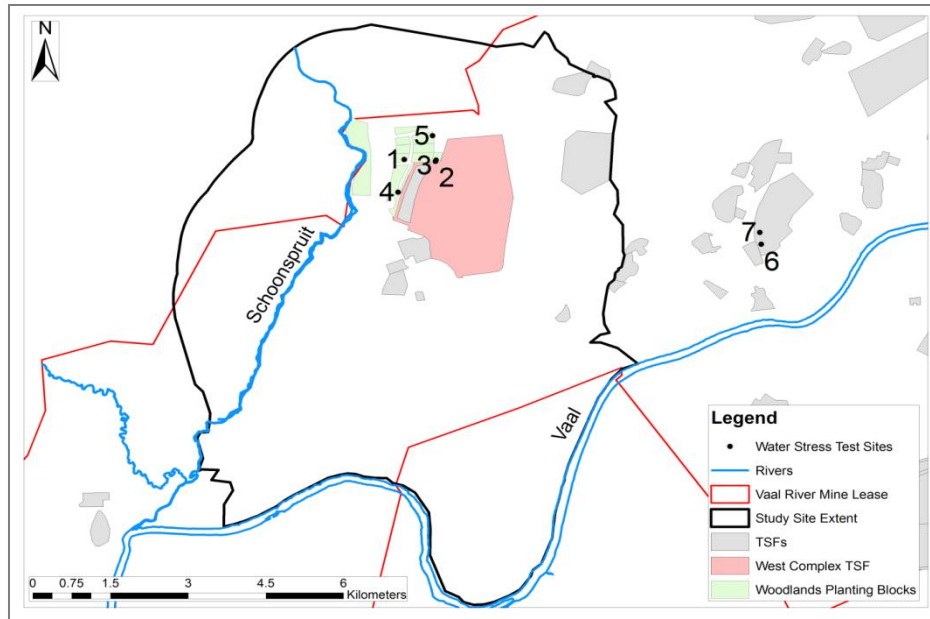 N
5
1
3
2
4
7
6
Schoonspruit
Vaal
Legend
Water Stress Test Sites
Rivers
Vaal River Mine Lease
Study Site Extent
TSFs
West Complex TSF
Woodlands Planting Blocks
0 0.75 1.5 3 4.5 6
Kilometers